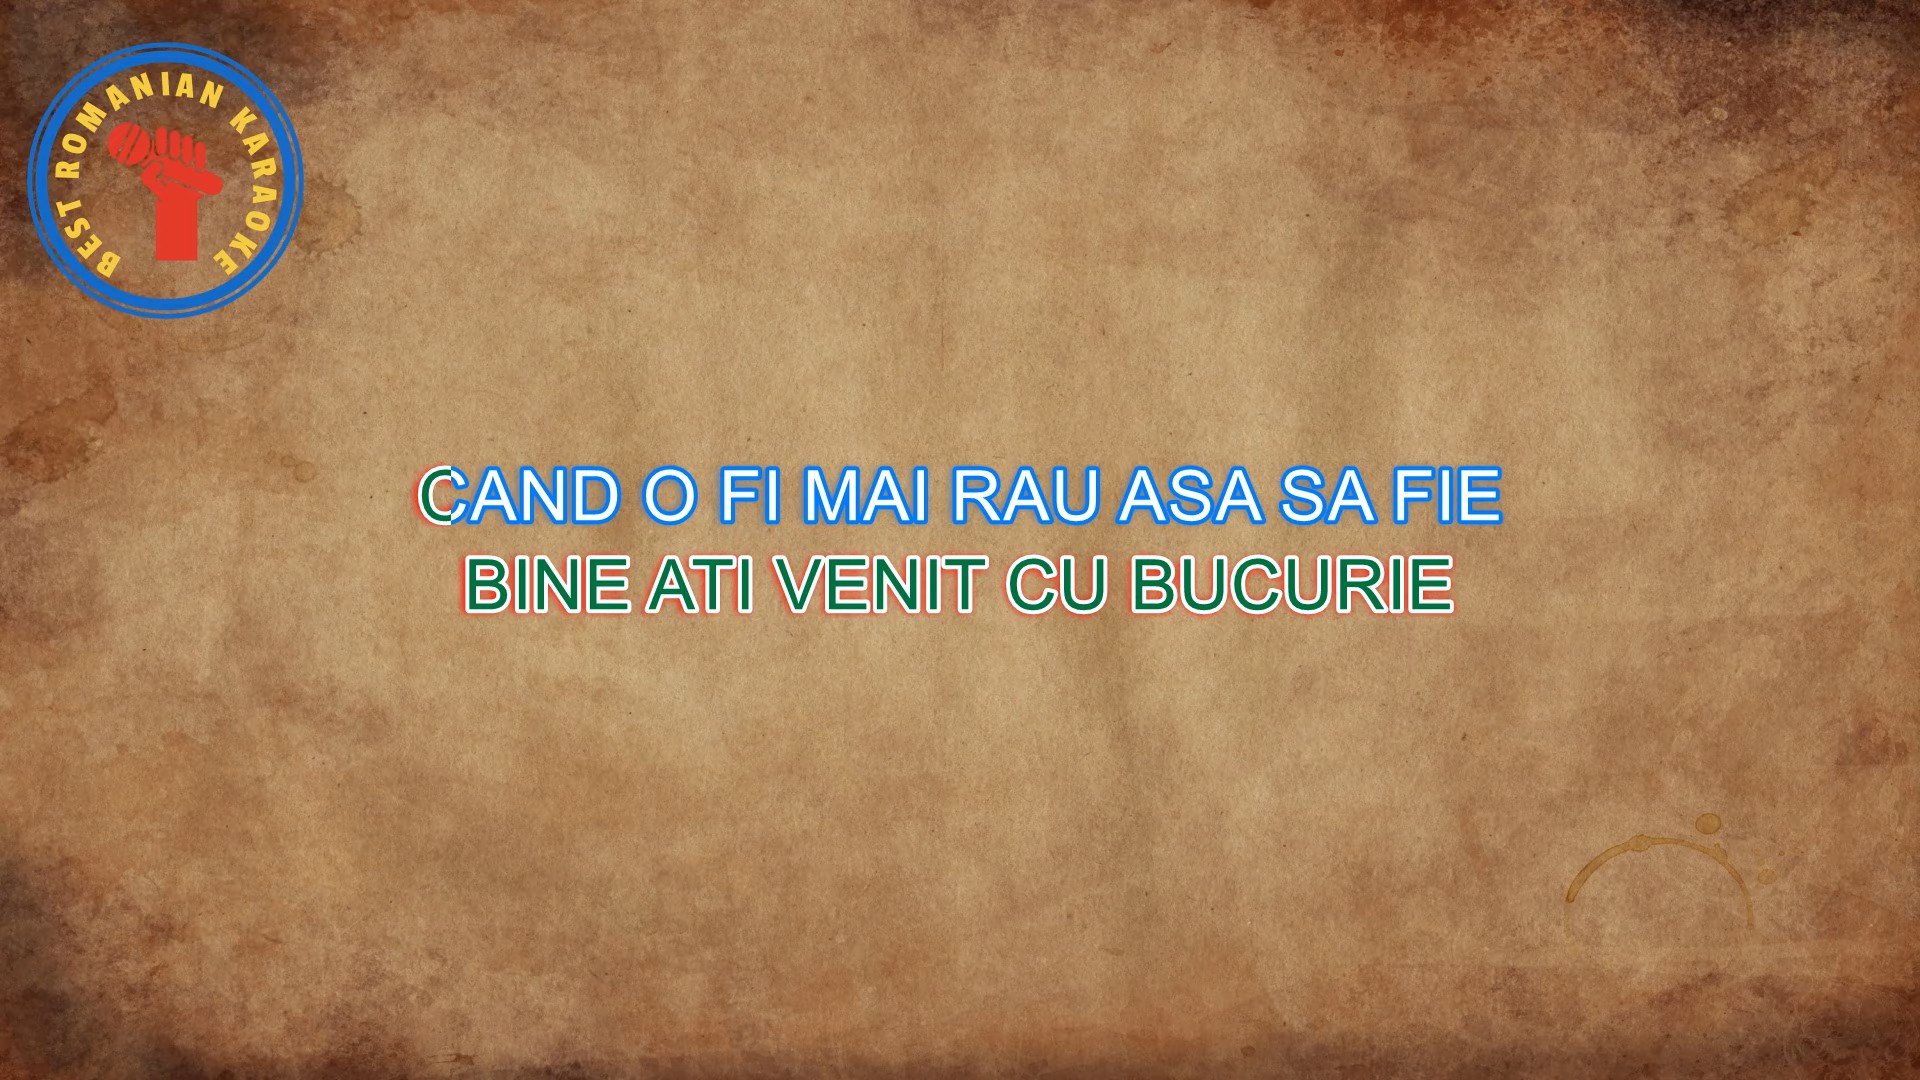 BEST ROMANIAN KARAOKE
CAND O FI MAI RAU ASA SA FIE
BINE ATI VENIT CU BUCURIE